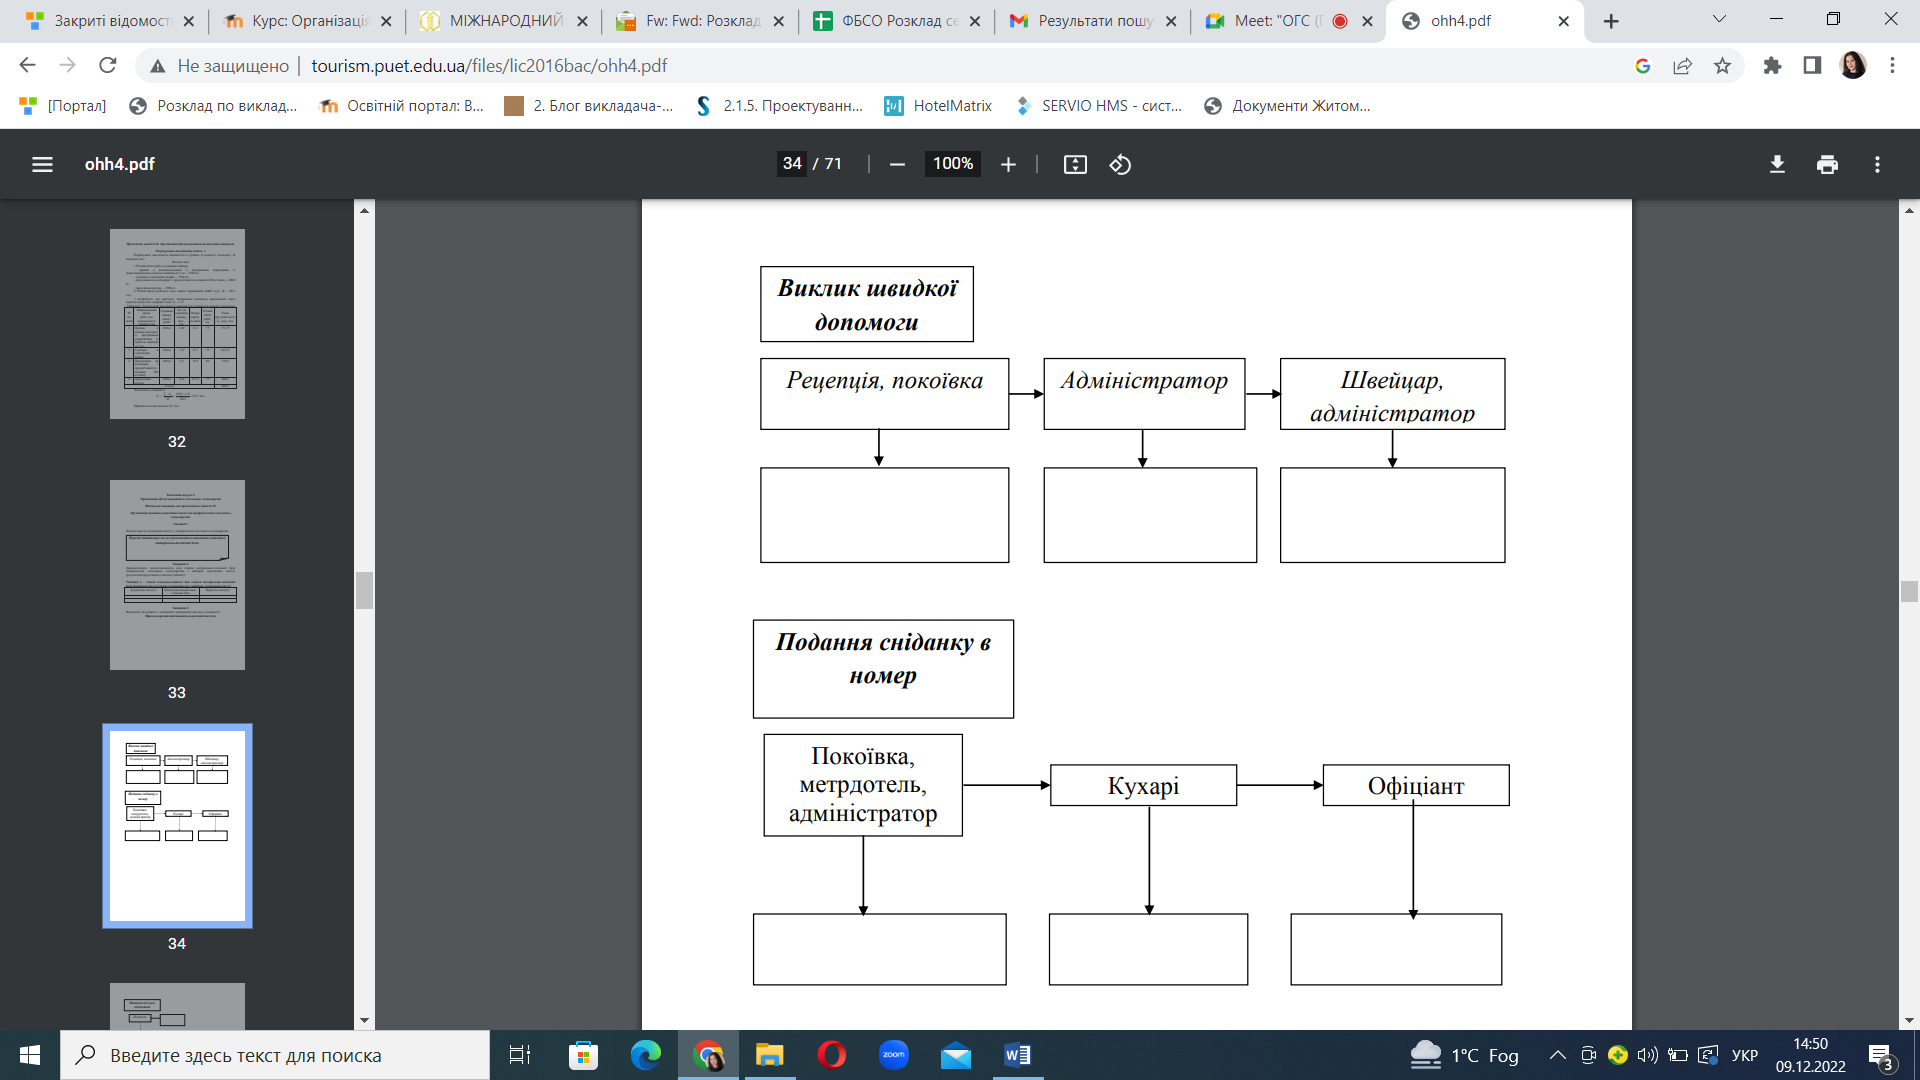 Закриті відомост
Курс: Організація
МІЖНАРОДНИЙ
Fw: Fwd: Розклад
ФБСО Розклад се
Результати пошу
Meet: "ОГС (
ohh4.pdf
Не защищено
tourism.puet.edu.ua/files/lic2016bac/ohh4.pdf
[Портал]
Розклад по виклад...
Освітній портал: В...
2. Блог викладача-...
2.1.5. Проектуванн...
HotelMatrix
SERVIO HMS - сист...
Документи Житом...
ohh4.pdf
34 / 71
100%
32
33
34
Виклик швидкої
допомоги
Рецепція, покоївка
Адміністратор
Швейцар,
адміністратор
Подання сніданку в
номер
Покоївка,
метрдотель,
адміністратор
Кухарі
Офіціант
Введите здесь текст для поиска
zoom
1°C Fog
УКР
14:50
09.12.2022
3